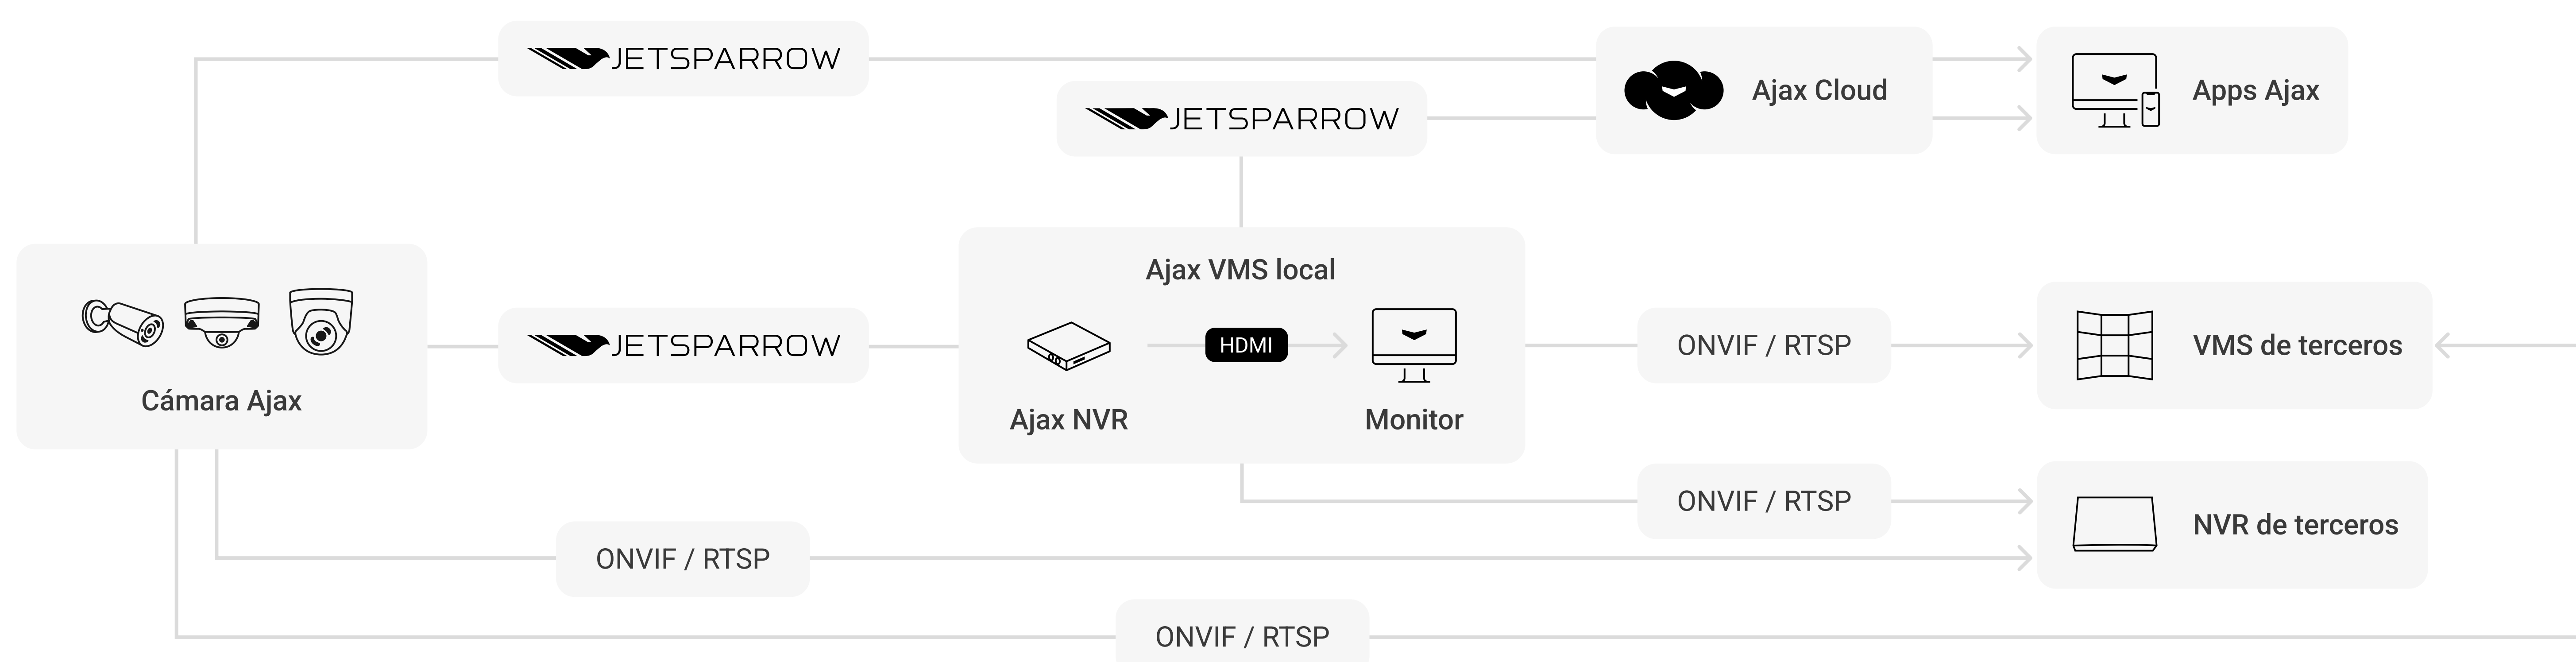 JETSPARROW
JETSPARROW
Ajax Cloud
Apps Ajax
Cámara Ajax
JETSPARROW
Ajax VMS local
HDMI
Ajax NVR
Monitor
ONVIF / RTSP
VMS de terceros
ONVIF / RTSP
NVR de terceros
ONVIF / RTSP
ONVIF / RTSP